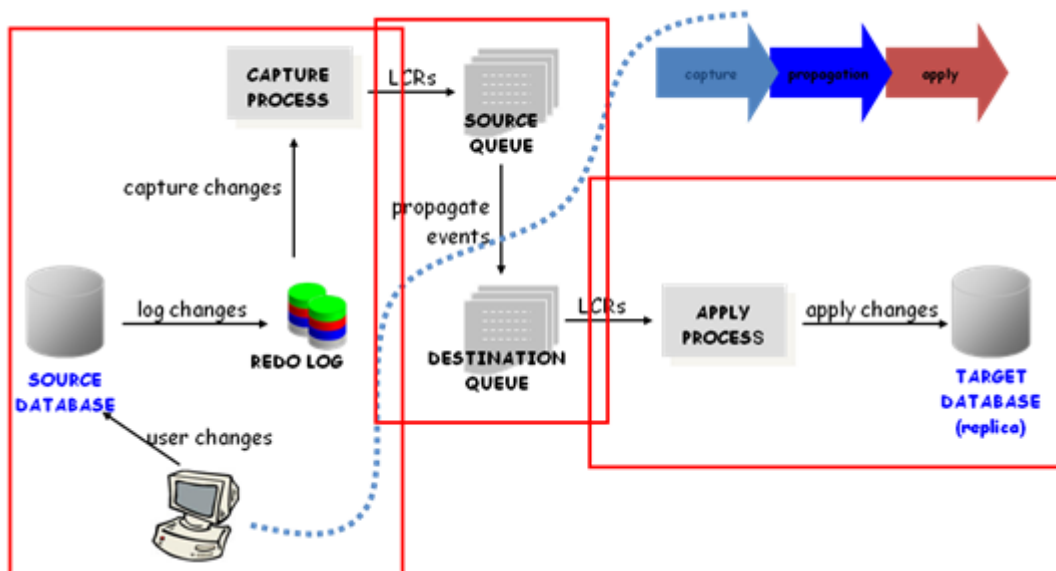 CAPTURE
PROCESS
LCRs
SOURCE
QUEUE
capture
propagation
apply
capture changes
propagate
events
log changes
REDO LOG
SOURCE
DATABASE
user changes
DESTINATION
QUEUE
LCRs
APPLY
PROCESS
apply changes
TARGET
DATABASE
(replica)